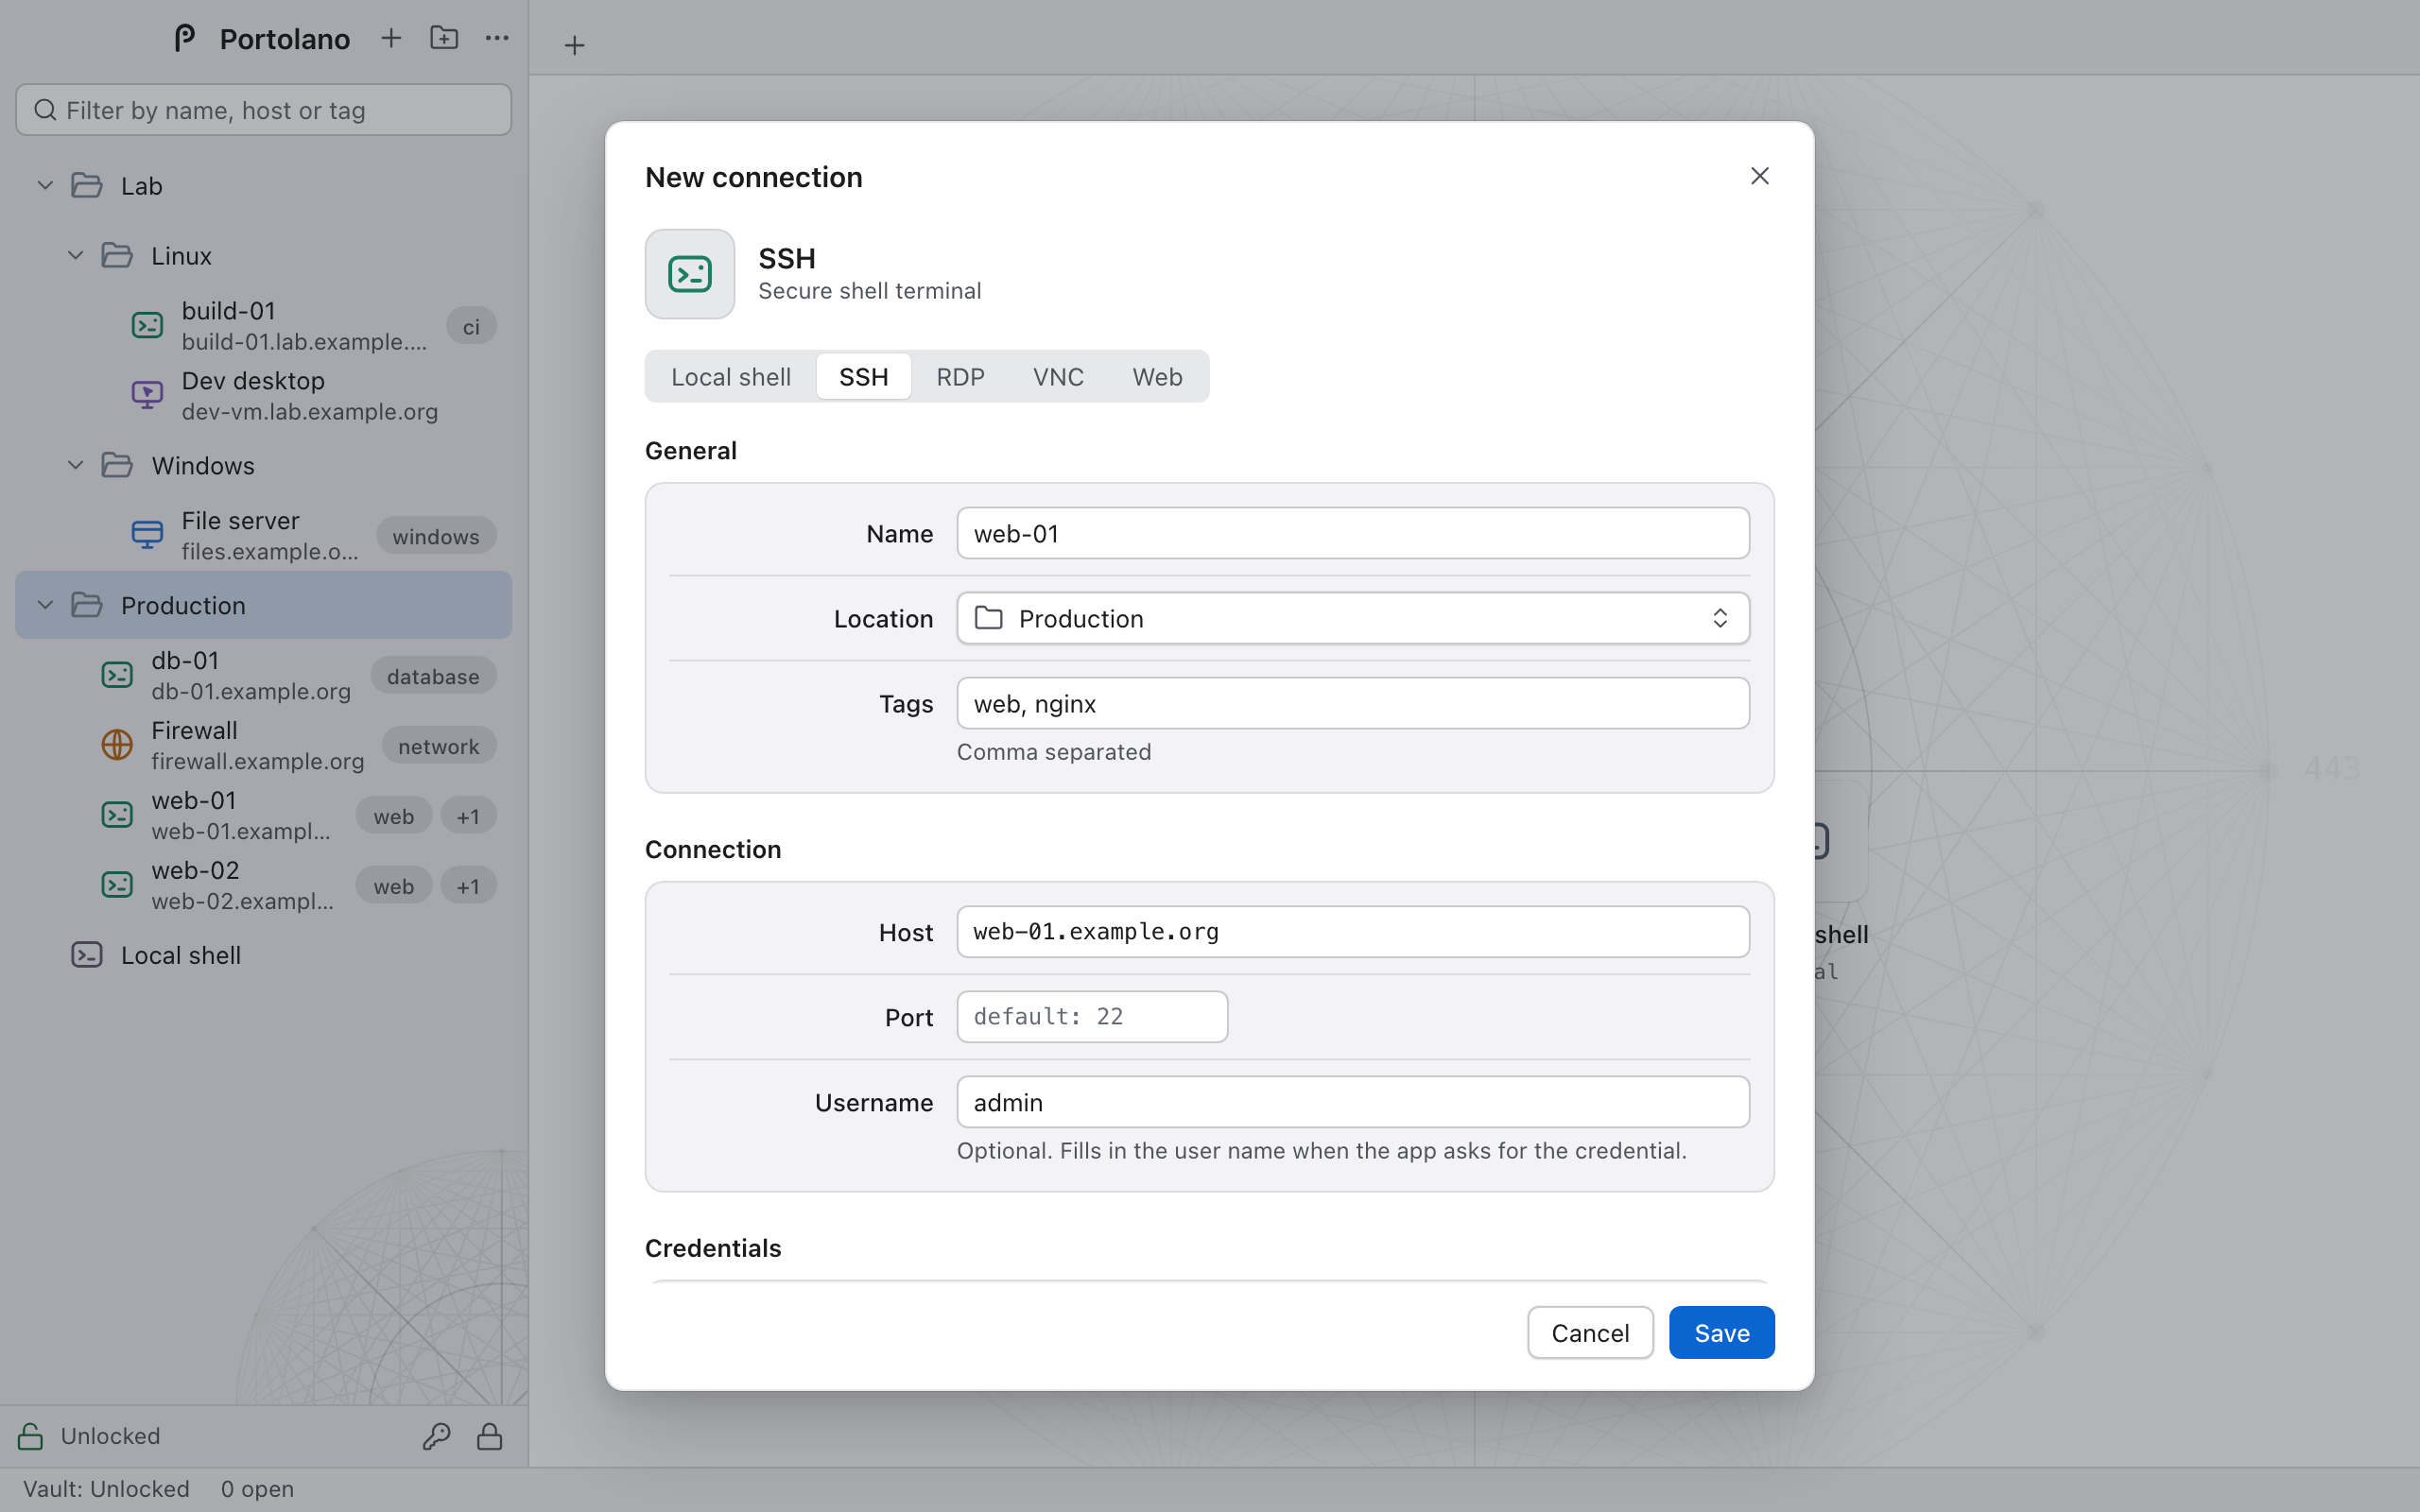 Portolano
Filter by name, host or tag
Lab
Linux
build-01
build-01.lab.example....
ci
Dev desktop
dev-vm.lab.example.org
Windows
File server
files.example.o...
windows
Production
db-01
db-01.example.org
database
Firewall
firewall.example.org
network
web-01
web-01.exampl...
web
+1
web-02
web-02.exampl...
web
+1
Local shell
Unlocked
Vault: Unlocked
0 open
New connection
SSH
Secure shell terminal
Local shell
SSH
RDP
VNC
Web
General
Name
web-01
Location
Production
Tags
web, nginx
Comma separated
Connection
Host
web-01.example.org
Port
default: 22
Username
admin
Optional. Fills in the user name when the app asks for the credential.
Credentials
Cancel
Save
443
shell
al